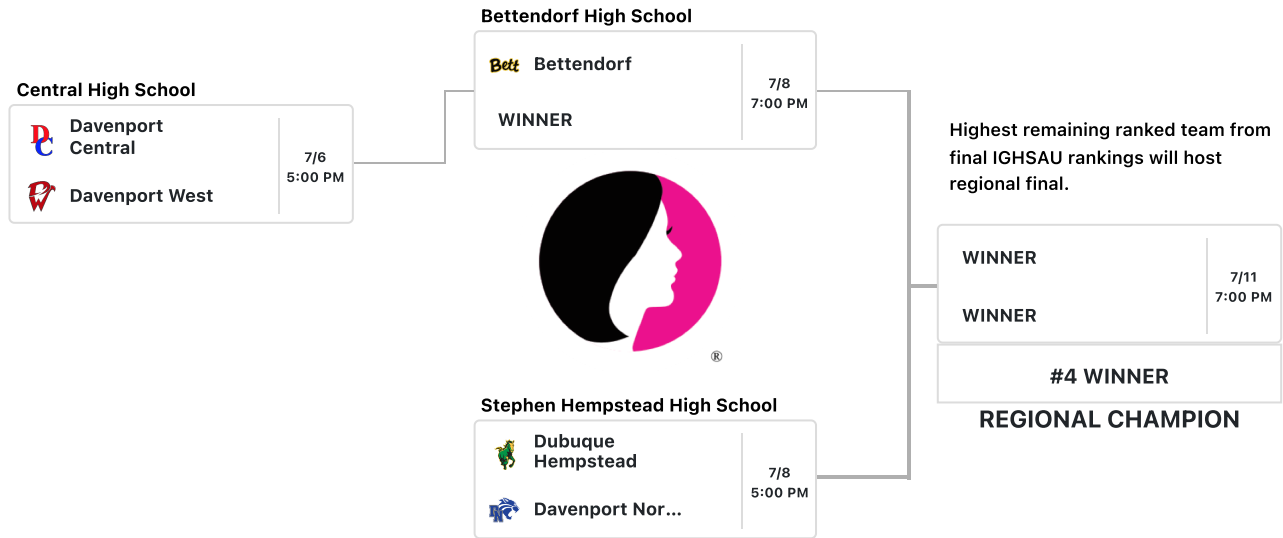 Bettendorf High School
Bett Bettendorf
WINNER
7/8
7:00 PM
Central High School
DC Davenport
Central
DW Davenport West
7/6
5:00 PM
Highest remaining ranked team from
final IGHSAU rankings will host
regional final.
WINNER
WINNER
7/11
7:00 PM
#4 WINNER
REGIONAL CHAMPION
®
Stephen Hempstead High School
Dubuque
Hempstead
DN Davenport Nor...
7/8
5:00 PM